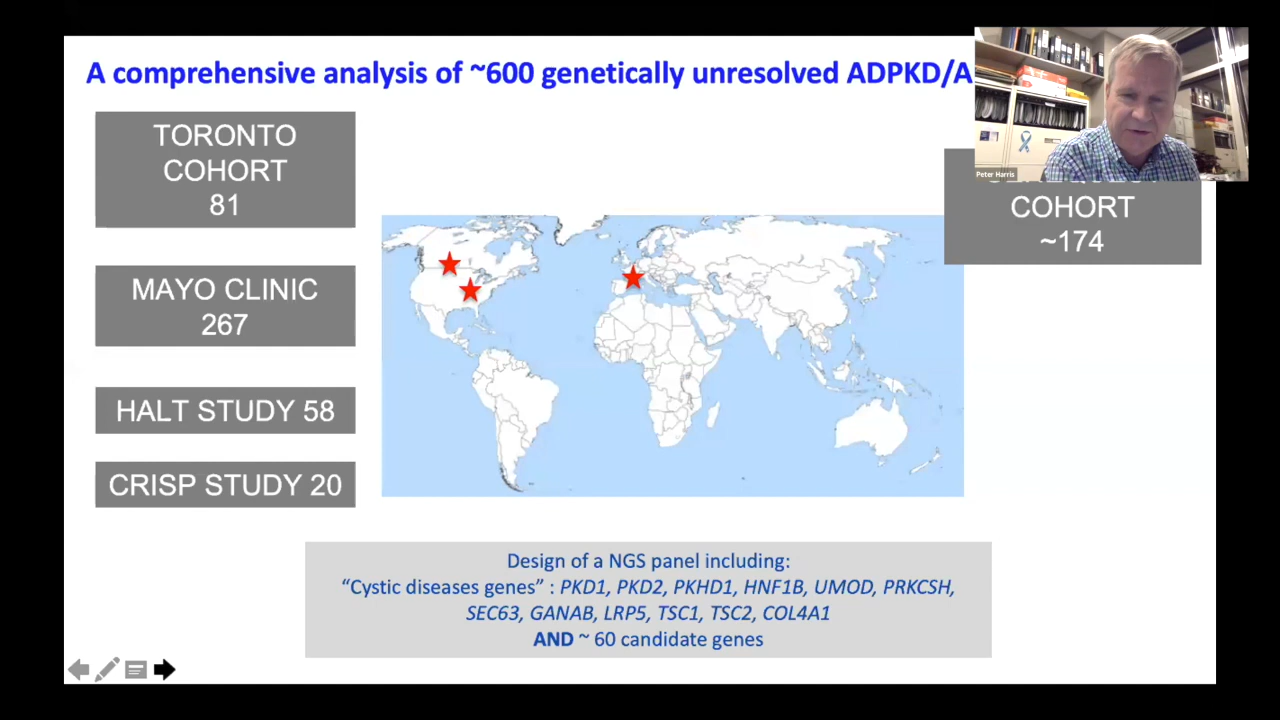 A comprehensive analysis of ~600 genetically unresolved ADPKD/A
TORONTO
COHORT
81
MAYO CLINIC
267
HALT STUDY 58
CRISP STUDY 20
Peter Harris
COHORT
~174
Design of a NGS panel including:
“Cystic diseases genes” : PKD1, PKD2, PKHD1, HNF1B, UMOD, PRKCSH,
SEC63, GANAB, LRP5, TSC1, TSC2, COL4A1
AND ~ 60 candidate genes